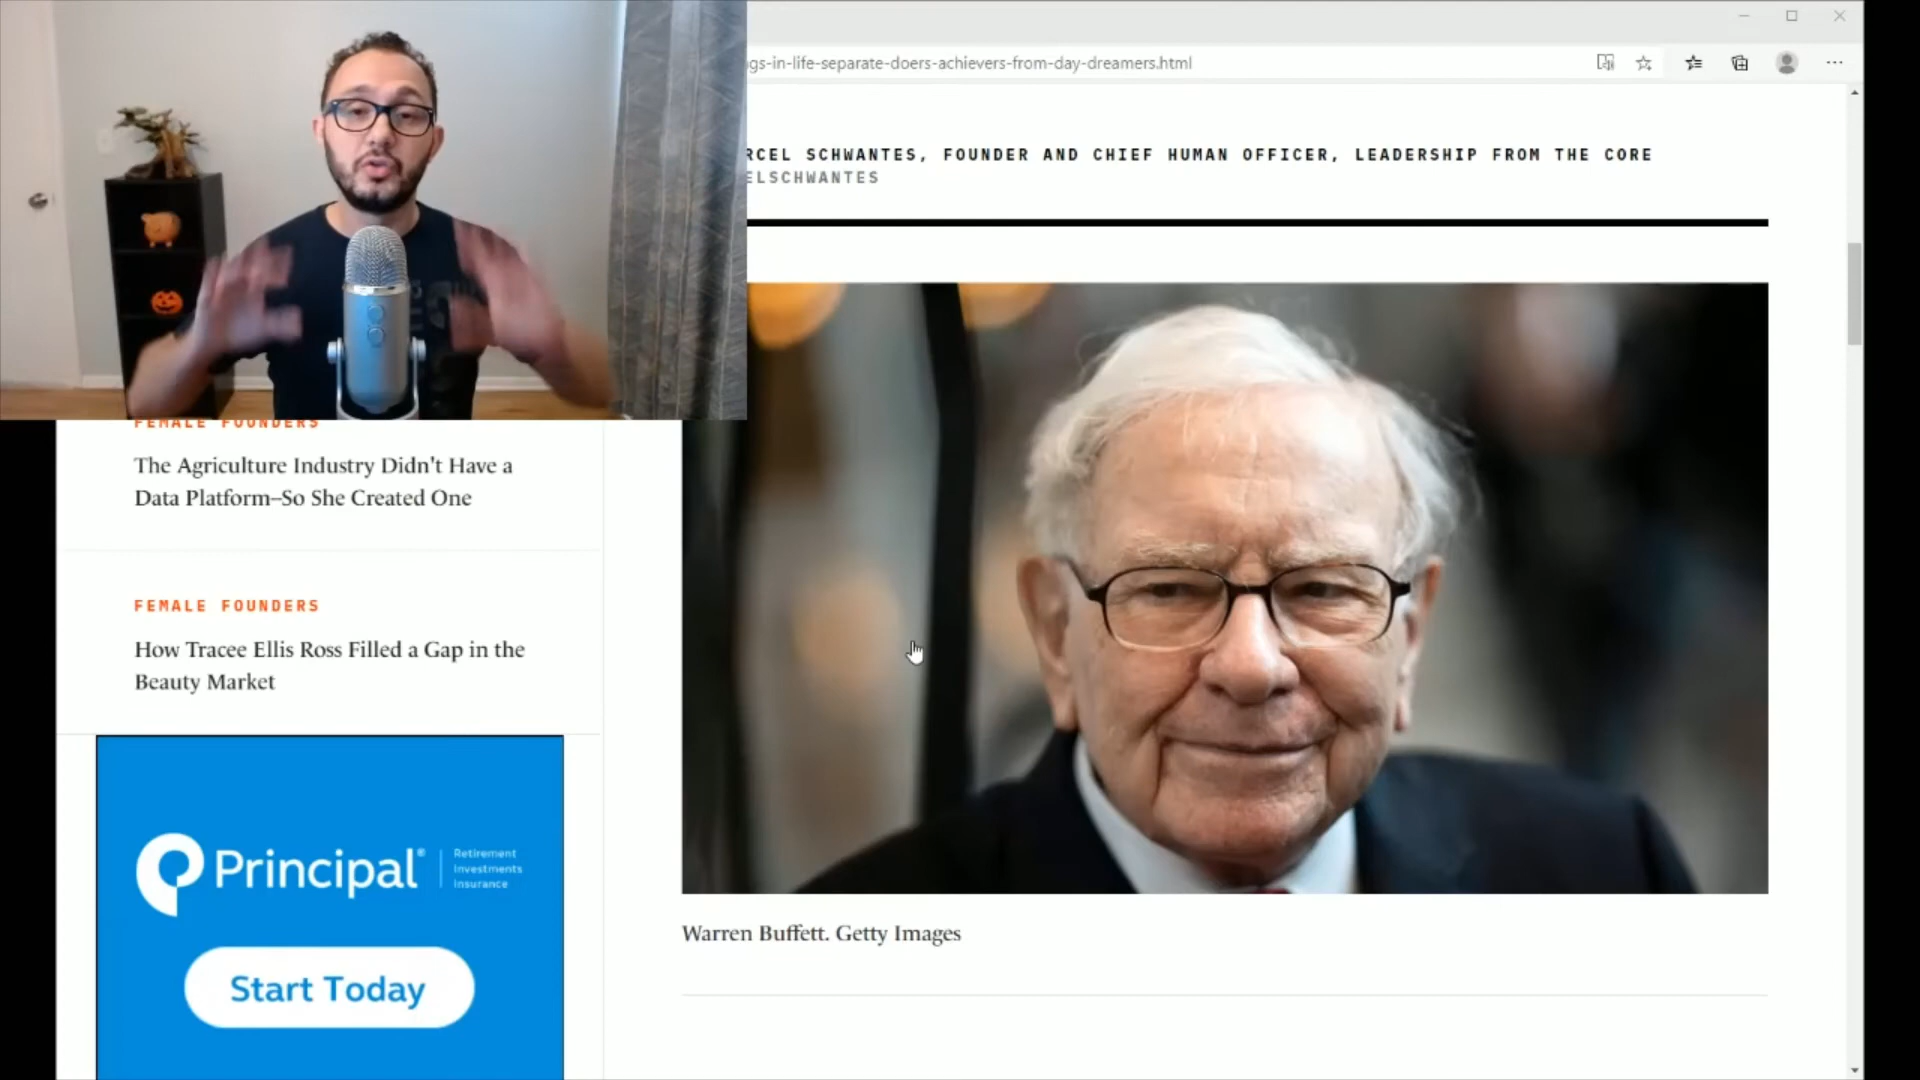 gs-in-life-separate-doers-achievers-from-day-dreamers.html
RCEL SCHWANTES, FOUNDER AND CHIEF HUMAN OFFICER, LEADERSHIP FROM THE CORE
ELSCHWANTES
FEMALE FOUNDERS
The Agriculture Industry Didn't Have a
Data Platform–So She Created One
FEMALE FOUNDERS
How Tracee Ellis Ross Filled a Gap in the
Beauty Market
Principal®
Retirement
Investments
Insurance
Start Today
Warren Buffett. Getty Images